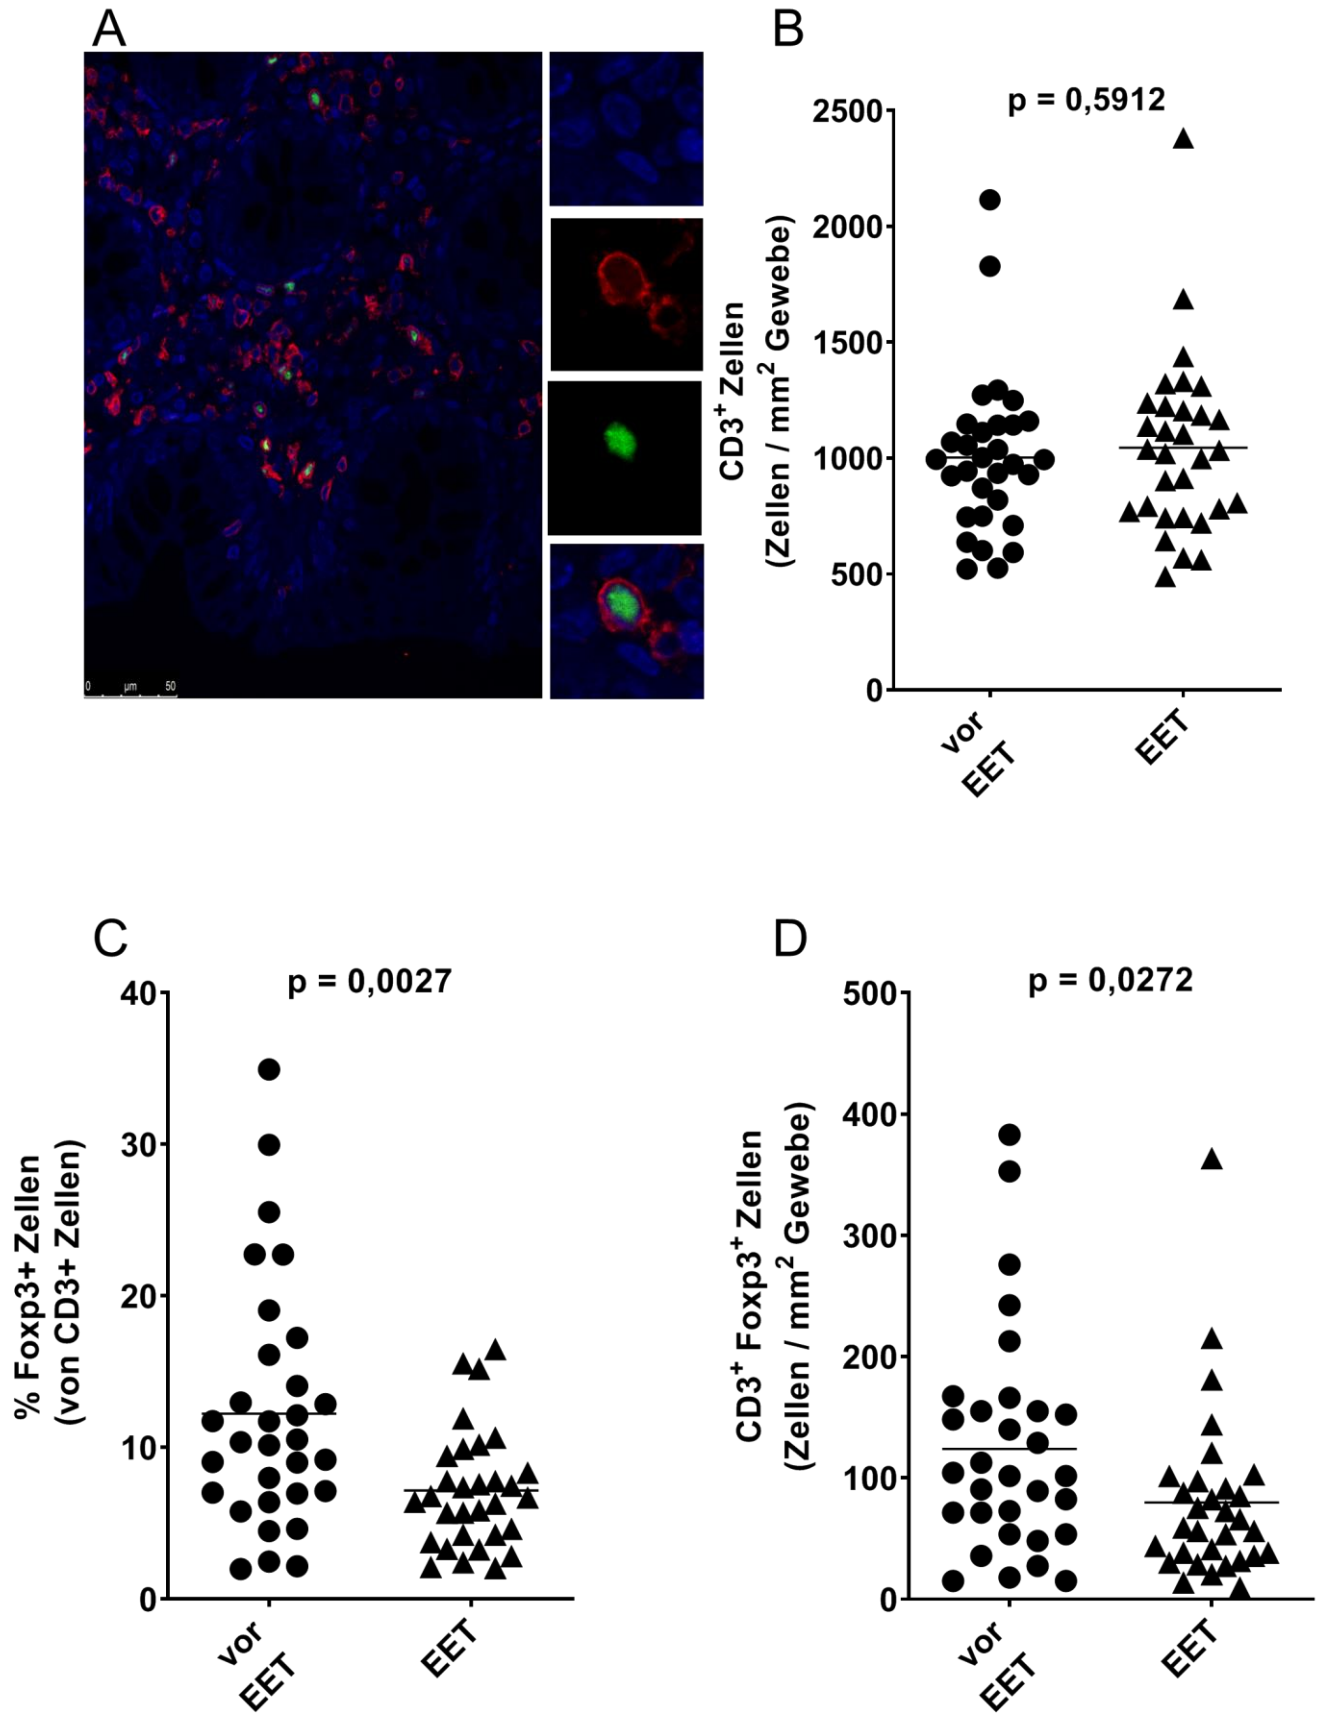 A
0 µm 50
B
p = 0,5912
CD3+ Zellen
(Zellen / mm2 Gewebe)
2500
2000
1500
1000
500
0
vor
EET
EET
C
p = 0,0027
% Foxp3+ Zellen
(von CD3+ Zellen)
40
30
20
10
0
vor
EET
EET
D
p = 0,0272
CD3+ Foxp3+ Zellen
(Zellen / mm2 Gewebe)
500
400
300
200
100
0
vor
EET
EET